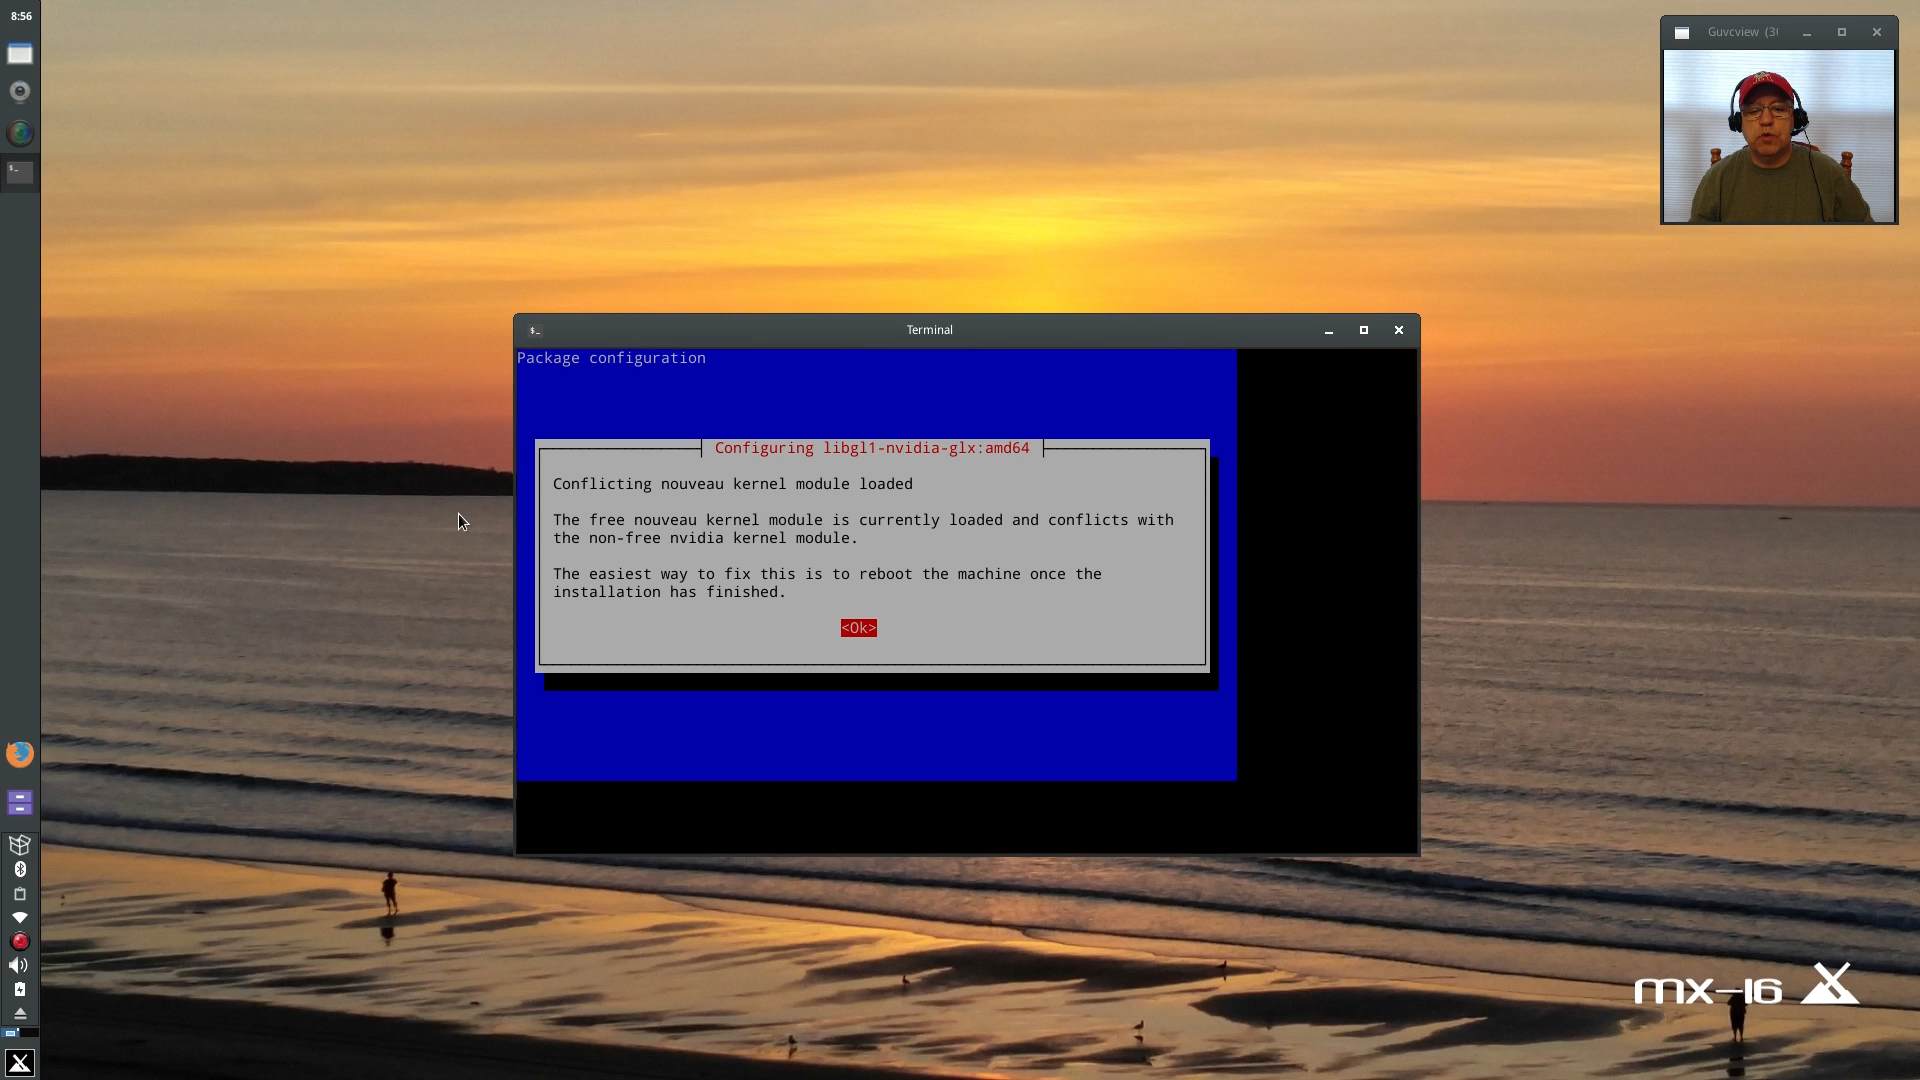 8:56
Guvcview (3
Terminal
Package configuration
Configuring libgl1-nvidia-glx:amd64
Conflicting nouveau kernel module loaded
The free nouveau kernel module is currently loaded and conflicts with
the non-free nvidia kernel module.
The easiest way to fix this is to reboot the machine once the
installation has finished.
<Ok>
mx-16